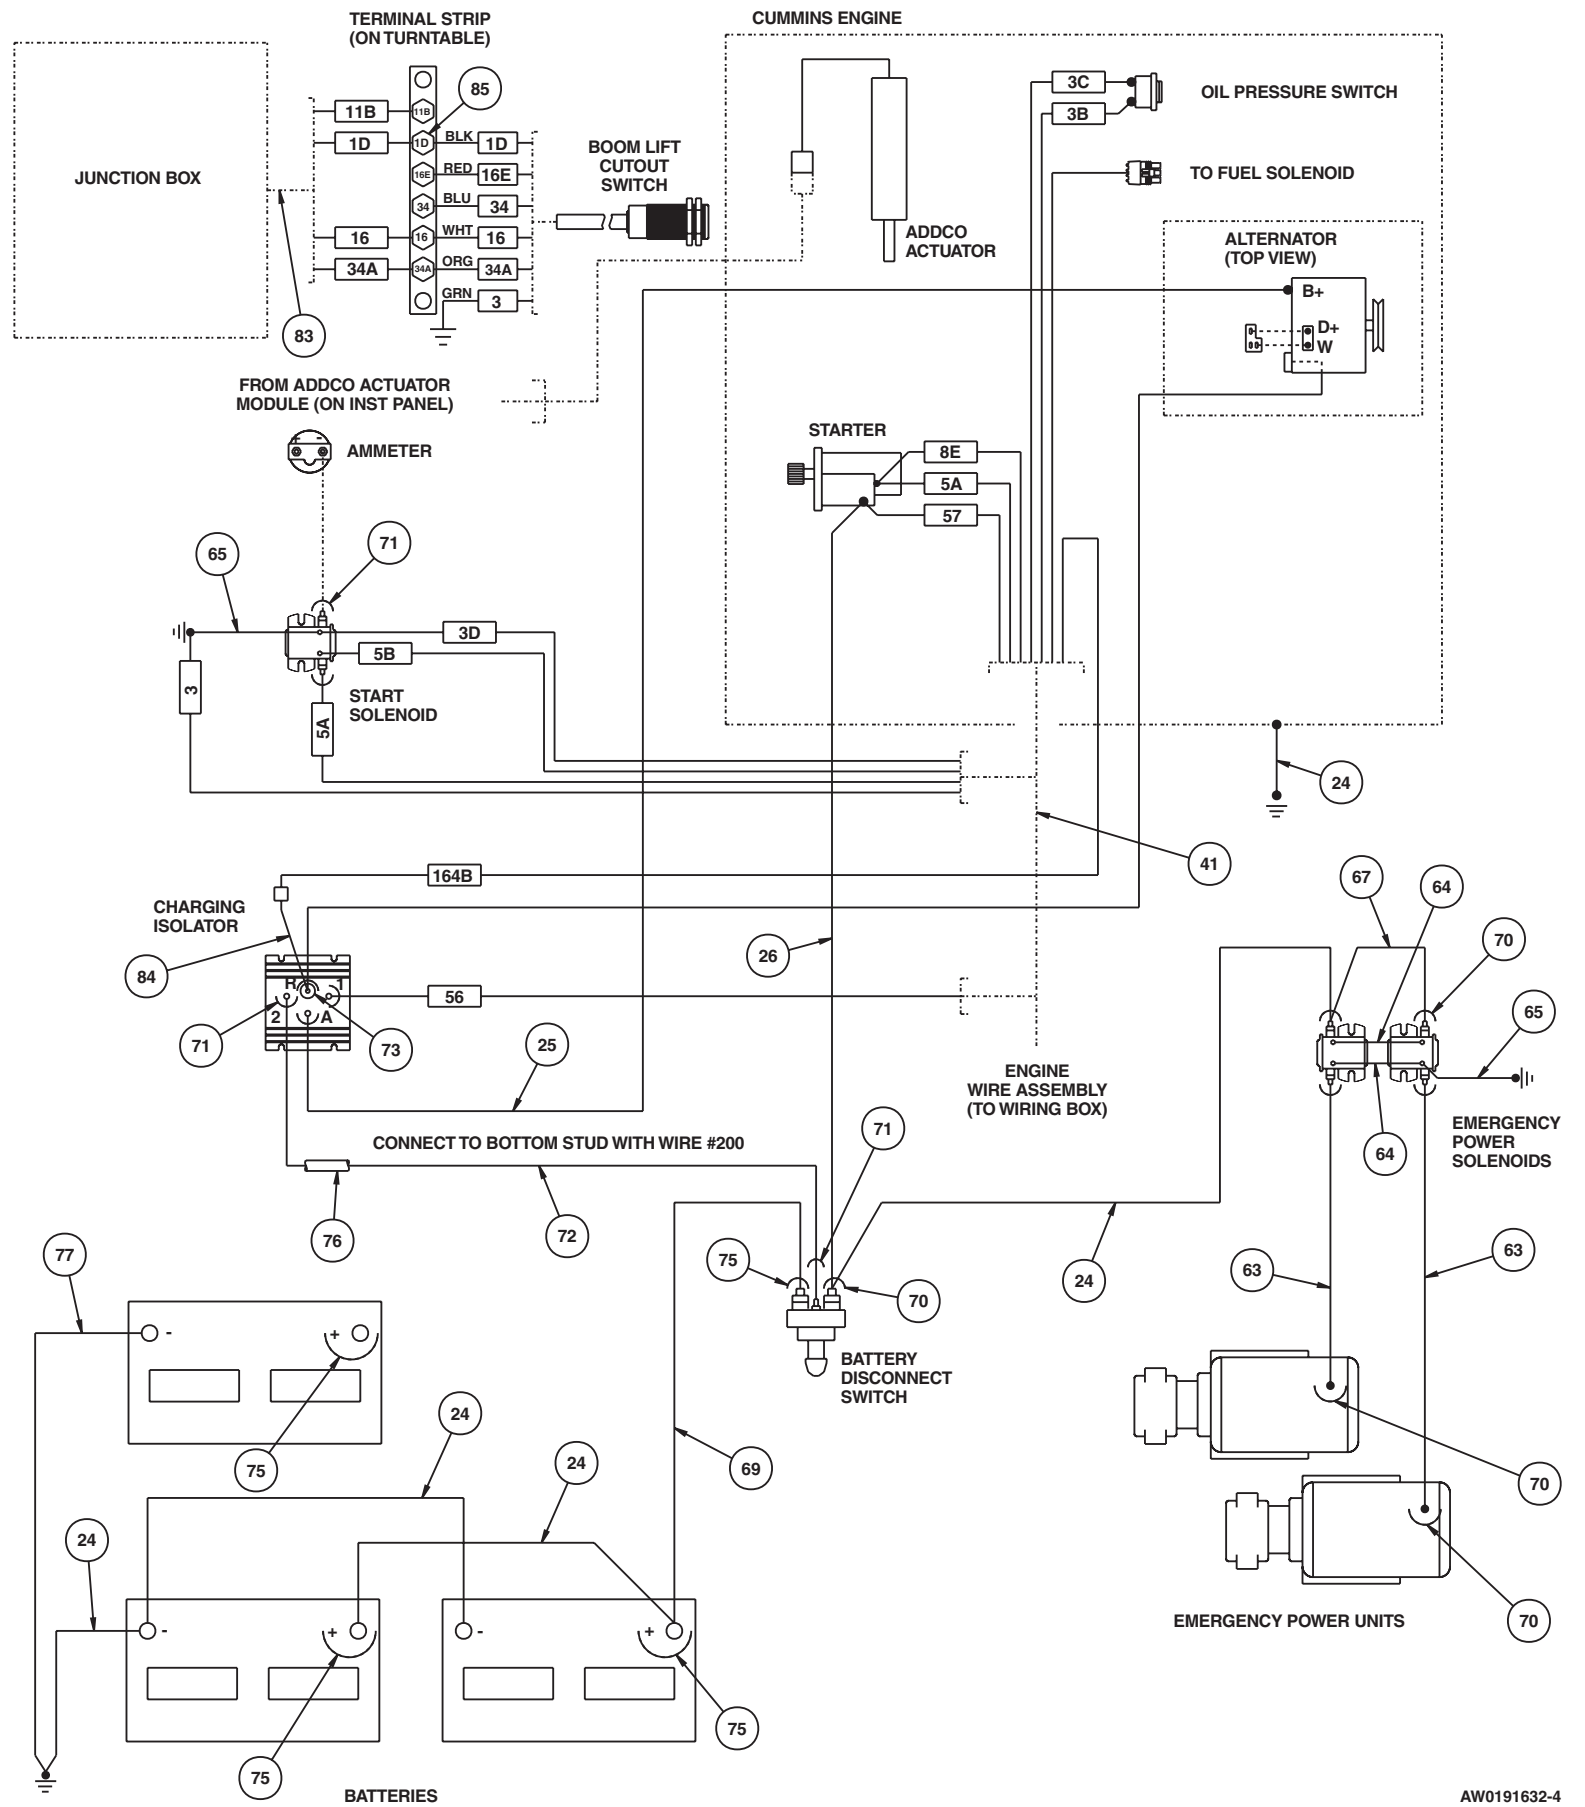 TERMINAL STRIP
(ON TURNTABLE)
CUMMINS ENGINE
JUNCTION BOX
11B
11B
85
1D
1D
BLK
1D
16E
RED
16E
34
BLU
34
16
16
WHT
16
34A
34A
ORG
34A
GRN
3
83
BOOM LIFT
CUTOUT
SWITCH
ADDCO
ACTUATOR
3C
3B
OIL PRESSURE SWITCH
TO FUEL SOLENOID
ALTERNATOR
(TOP VIEW)
B+
D+
W
FROM ADDCO ACTUATOR
MODULE (ON INST PANEL)
+ -
AMMETER
STARTER
8E
5A
57
65
71
3D
5B
3
5A
START
SOLENOID
24
41
164B
CHARGING
ISOLATOR
84
R
1
2
A
56
71
73
25
26
67
64
70
65
64
EMERGENCY
POWER
SOLENOIDS
ENGINE
WIRE ASSEMBLY
(TO WIRING BOX)
CONNECT TO BOTTOM STUD WITH WIRE #200
76
72
71
75
70
24
63
63
BATTERY
DISCONNECT
SWITCH
77
-
+
75
24
24
69
24
-
+
-
+
75
75
70
70
EMERGENCY POWER UNITS
BATTERIES
AW0191632-4